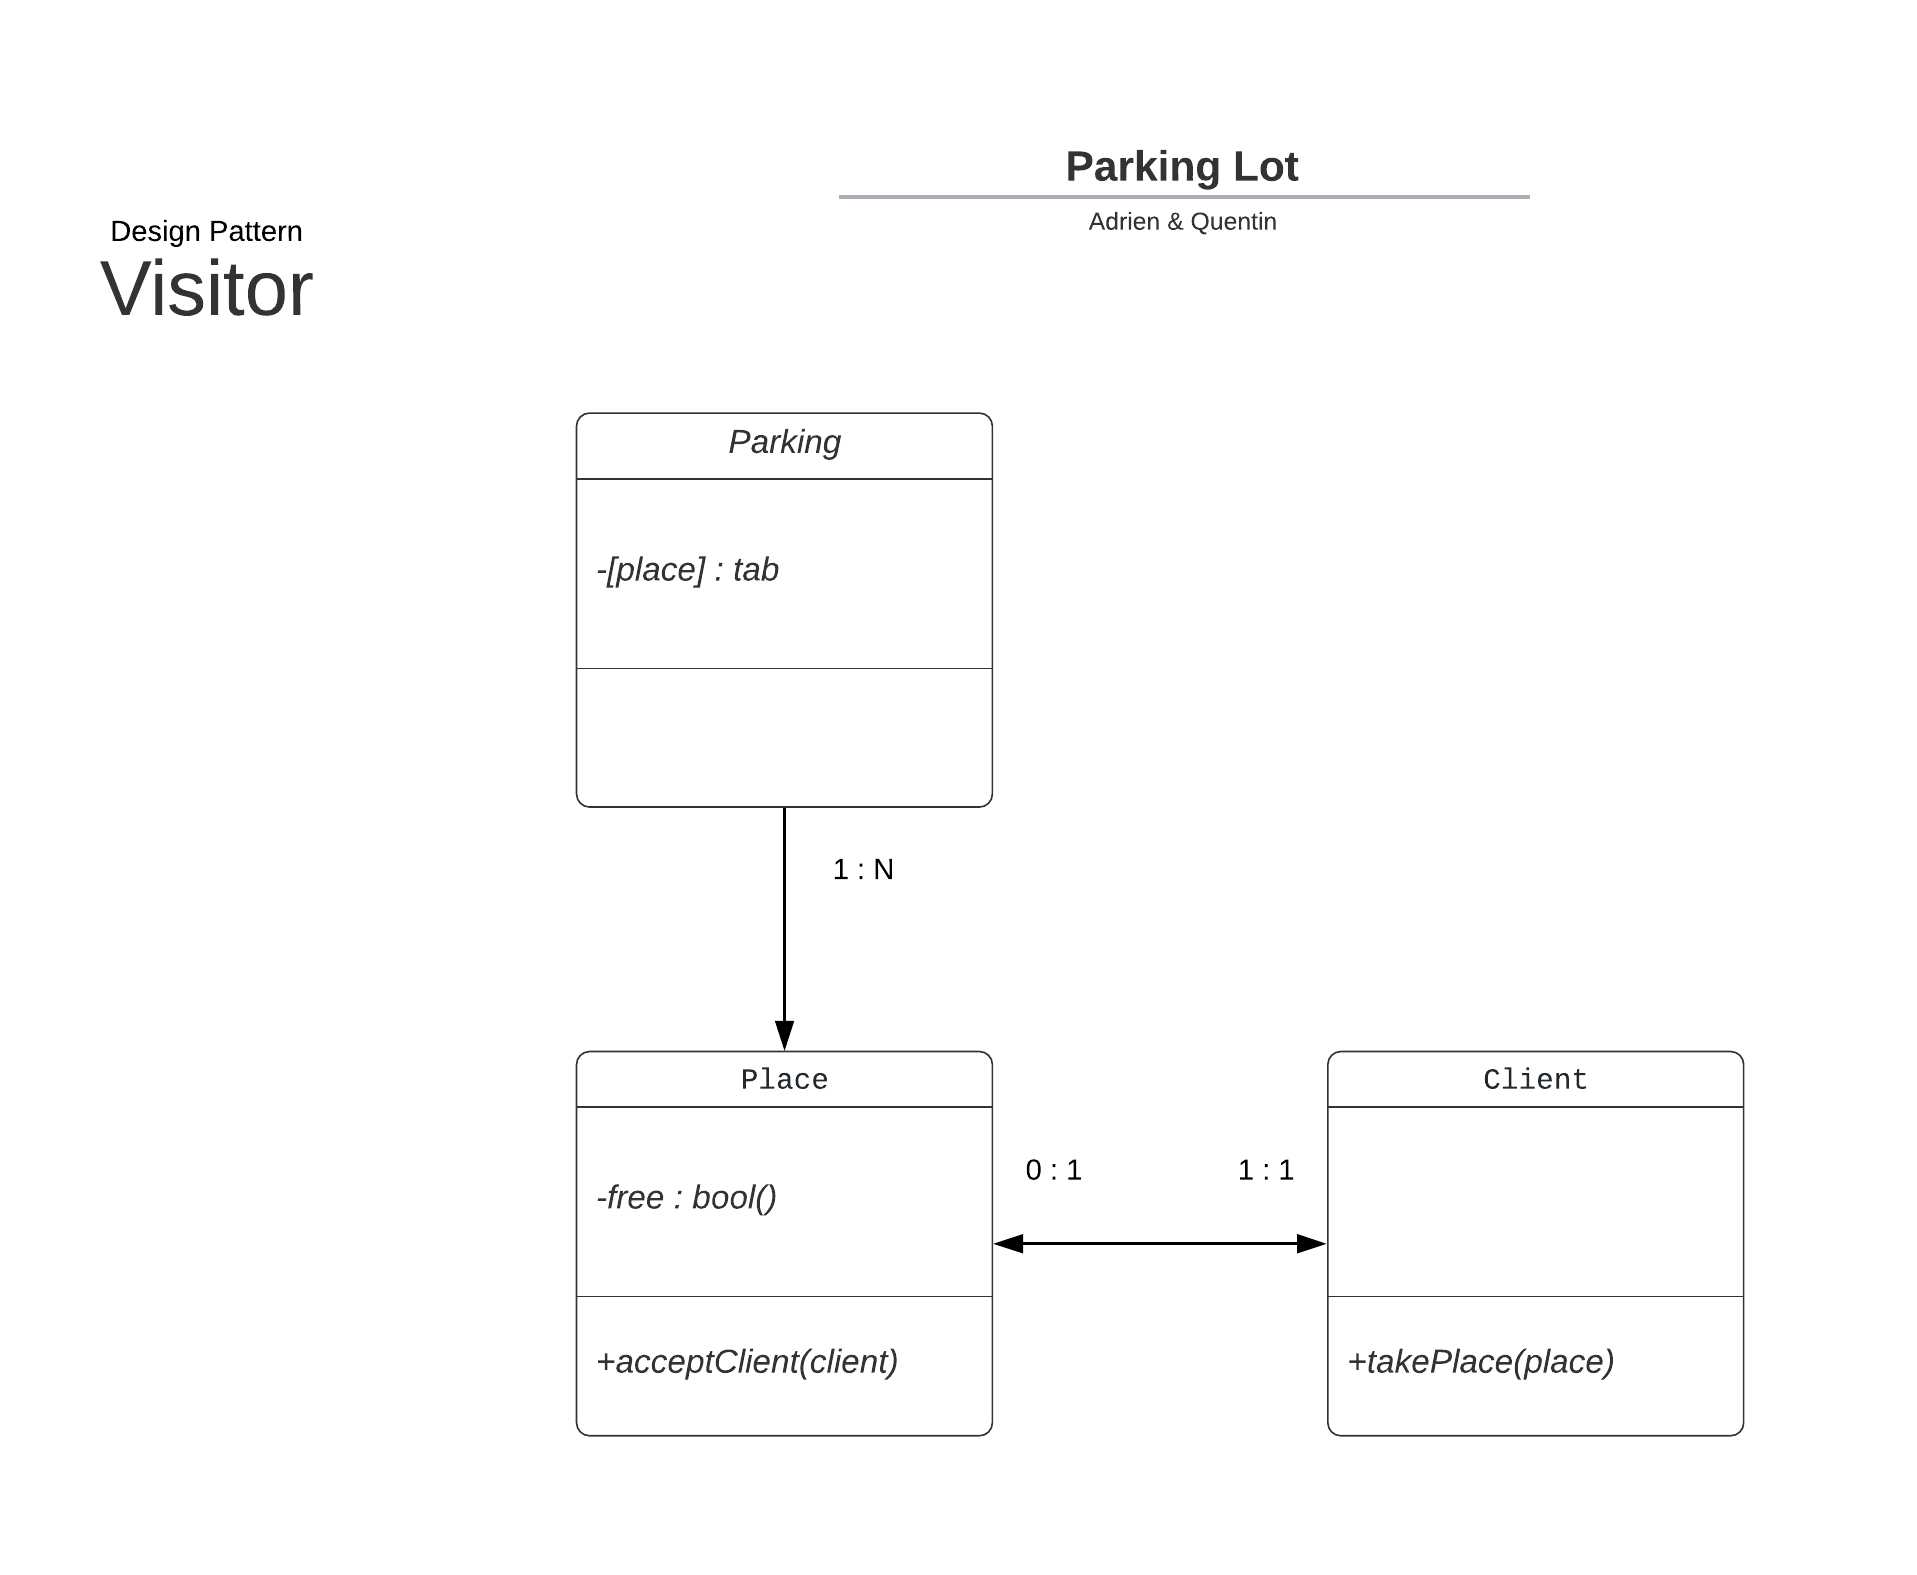 Parking Lot
Adrien & Quentin
Design Pattern
Visitor
Parking
-[place] : tab
1 : N
Place
-free : bool()
+acceptClient(client)
0 : 1
1 : 1
Client
+takePlace(place)